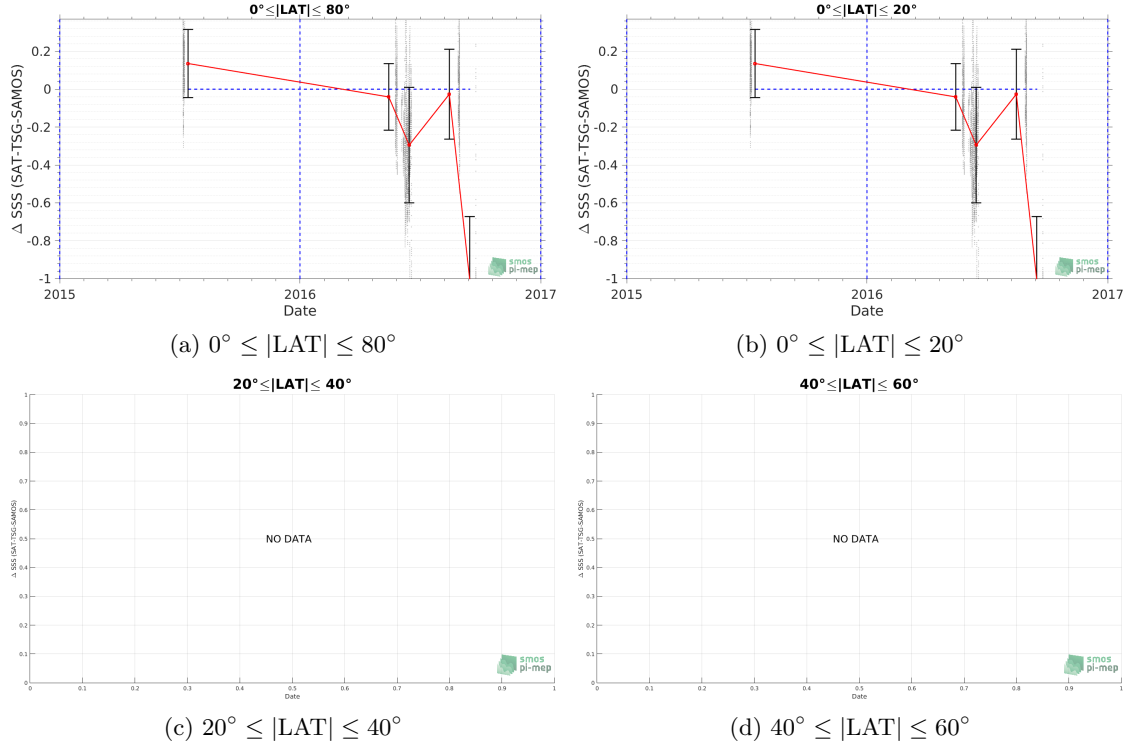 0°≤|LAT|≤ 80°
0.2
0
-0.2
-0.4
-0.6
-0.8
-1
Δ SSS (SAT-TSG-SAMOS)
2015
2016
2017
Date
smos
pi-mep
(a) 0° ≤ |LAT| ≤ 80°
0°≤|LAT|≤ 20°
0.2
0
-0.2
-0.4
-0.6
-0.8
-1
Δ SSS (SAT-TSG-SAMOS)
2015
2016
2017
Date
smos
pi-mep
(b) 0° ≤ |LAT| ≤ 20°
20°≤|LAT|≤ 40°
1
0.9
0.8
0.7
0.6
0.5
0.4
0.3
0.2
0.1
0
Δ SSS (SAT-TSG-SAMOS)
NO DATA
0 0.1 0.2 0.3 0.4 0.5 0.6 0.7 0.8 0.9 1
Date
smos
pi-mep
(c) 20° ≤ |LAT| ≤ 40°
40°≤|LAT|≤ 60°
1
0.9
0.8
0.7
0.6
0.5
0.4
0.3
0.2
0.1
0
Δ SSS (SAT-TSG-SAMOS)
NO DATA
0 0.1 0.2 0.3 0.4 0.5 0.6 0.7 0.8 0.9 1
Date
smos
pi-mep
(d) 40° ≤ |LAT| ≤ 60°